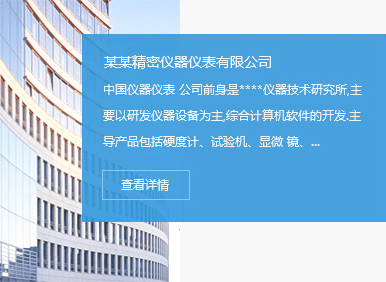 某某精密仪器仪表有限公司
中国仪器仪表 公司前身是****仪器技术研究所,主
要以研发仪器设备为主,综合计算机软件的开发.主
导产品包括硬度计、试验机、显微 镜、...
查看详情